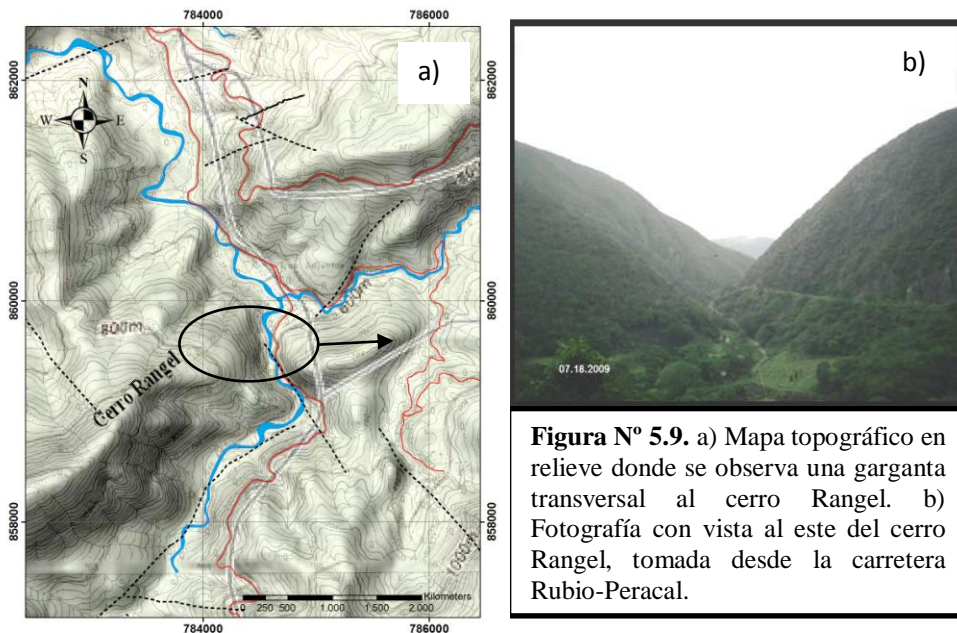 784000 786000
a)
b)
862000
862000
N
W E
S
860000
860000
600m
800m
Cerro Rangel
07.18.2009
858000
858000
1000m
Kilometers
0 250 500 1.000 1.500 2.000
784000 786000
Figura Nº 5.9. a) Mapa topográfico en
relieve donde se observa una garganta
transversal al cerro Rangel. b)
Fotografía con vista al este del cerro
Rangel, tomada desde la carretera
Rubio-Peracal.